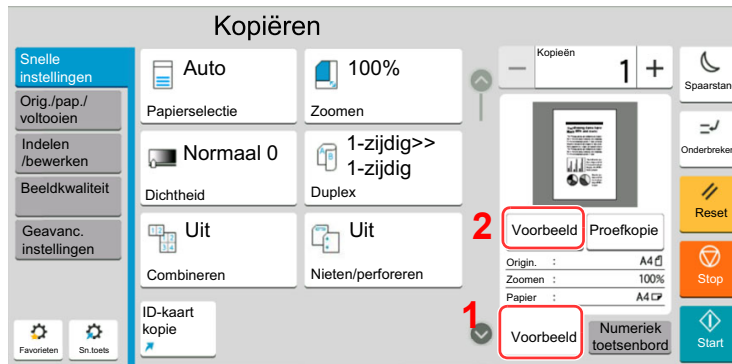 Kopiëren
Snelle
instellingen
Orig./pap./
voltooien
Indelen
/bewerken
Beeldkwaliteit
Geavanc.
instellingen
Favorieten
Sn.toets
Auto
Papierselectie
100%
Zoomen
Normaal 0
Dichtheid
1-zijdig>>
1-zijdig
Duplex
Uit
Combineren
Uit
Nieten/perforeren
ID-kaart
kopie
Kopieën
1
2
Voorbeeld
Proefkopie
Origin. : A4
Zoomen : 100%
Papier : A4
1
Voorbeeld
Numeriek
toetsenbord
Spaarstan
Onderbreken
Reset
Stop
Start